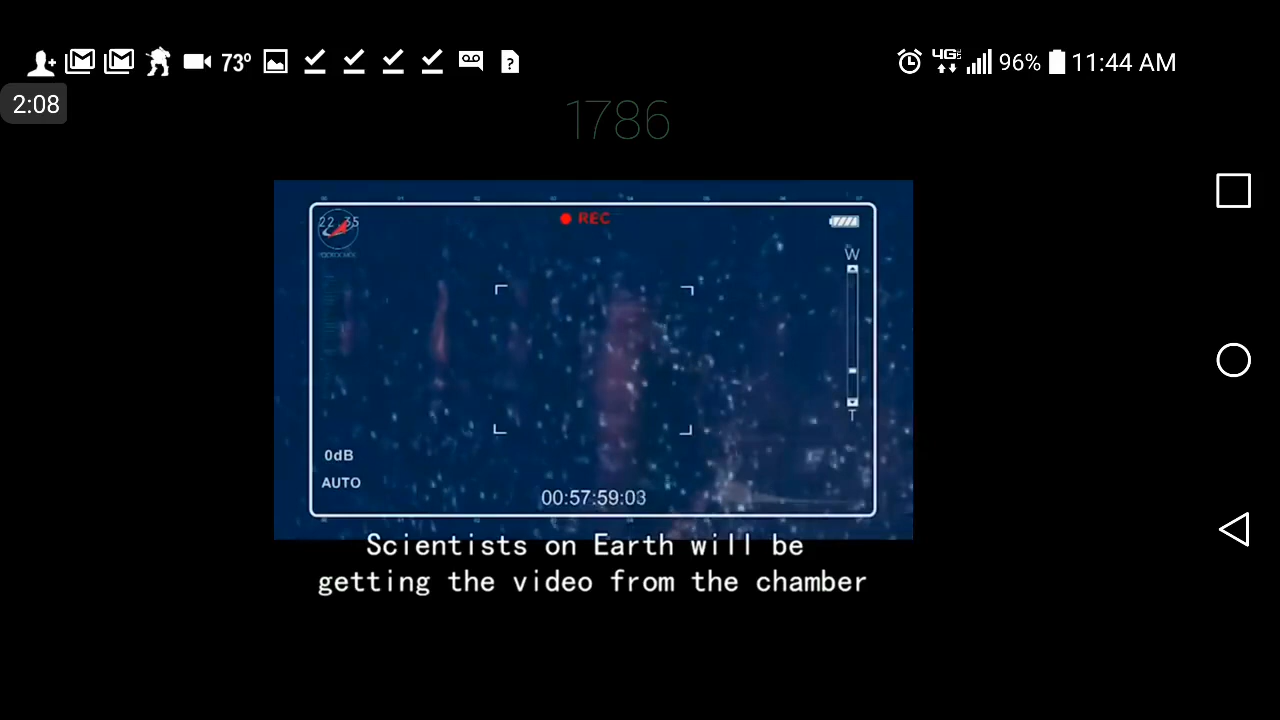 73° 96% 11:44 AM
2:08
1786
22 35
REC
W
T
0dB
AUTO
00:57:59:03
Scientists on Earth will be
getting the video from the chamber